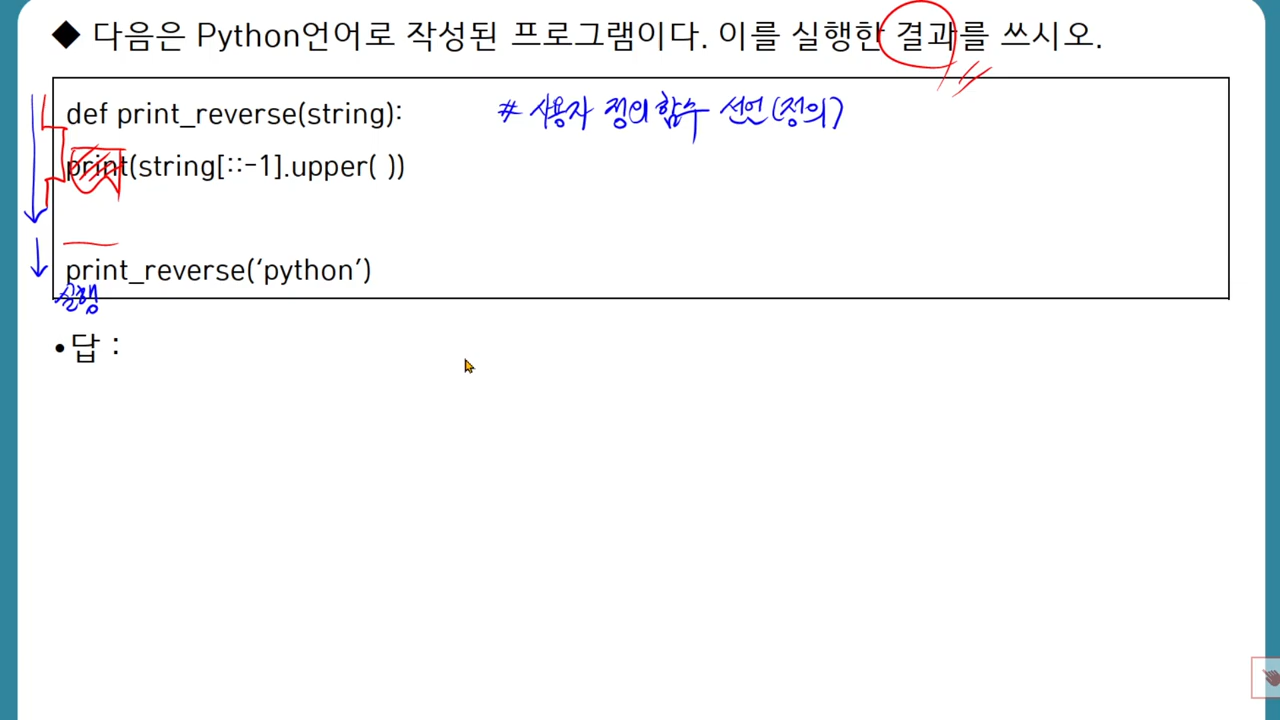 ◆ 다음은 Python언어로 작성된 프로그램이다. 이를 실행한 결과를 쓰시오.
def print_reverse(string): # 사용자 정의 함수 선언(정의)
print(string[::-1].upper( ))
print_reverse(‘python’)
실행
•답 :